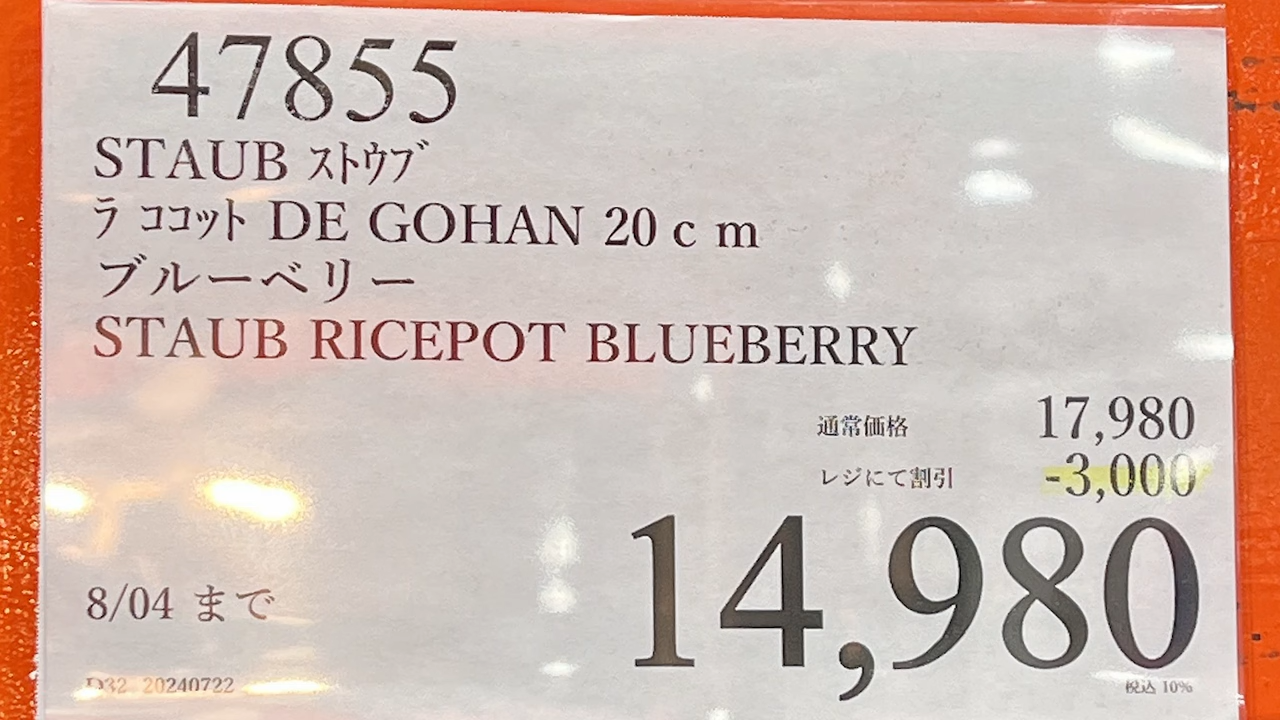 47855
STAUB ストウブ
ラ ココット DE GOHAN 20ｃｍ
ブルーベリー
STAUB RICEPOT BLUEBERRY
通常価格 17,980
レジにて割引 -3,000
14,980
8/04 まで
D32 20240722
税込 10%